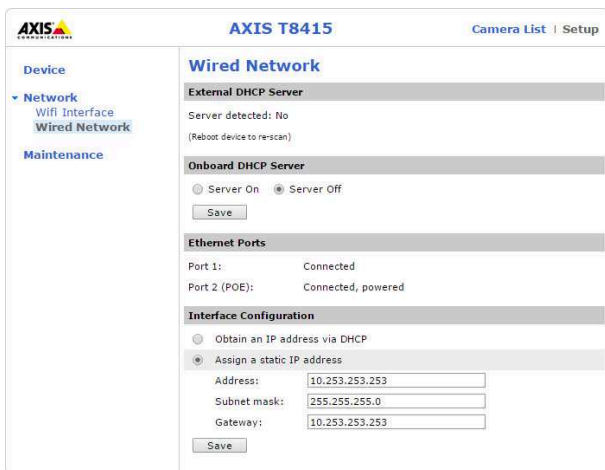 AXIS
COMMUNICATIONS
AXIS T8415
Camera List | Setup
Device
Network
Wifi Interface
Wired Network
Maintenance
Wired Network
External DHCP Server
Server detected: No
(Reboot device to re-scan)
Onboard DHCP Server
Server On Server Off
Save
Ethernet Ports
Port 1: Connected
Port 2 (POE): Connected, powered
Interface Configuration
Obtain an IP address via DHCP
Assign a static IP address
Address: 10.253.253.253
Subnet mask: 255.255.255.0
Gateway: 10.253.253.253
Save